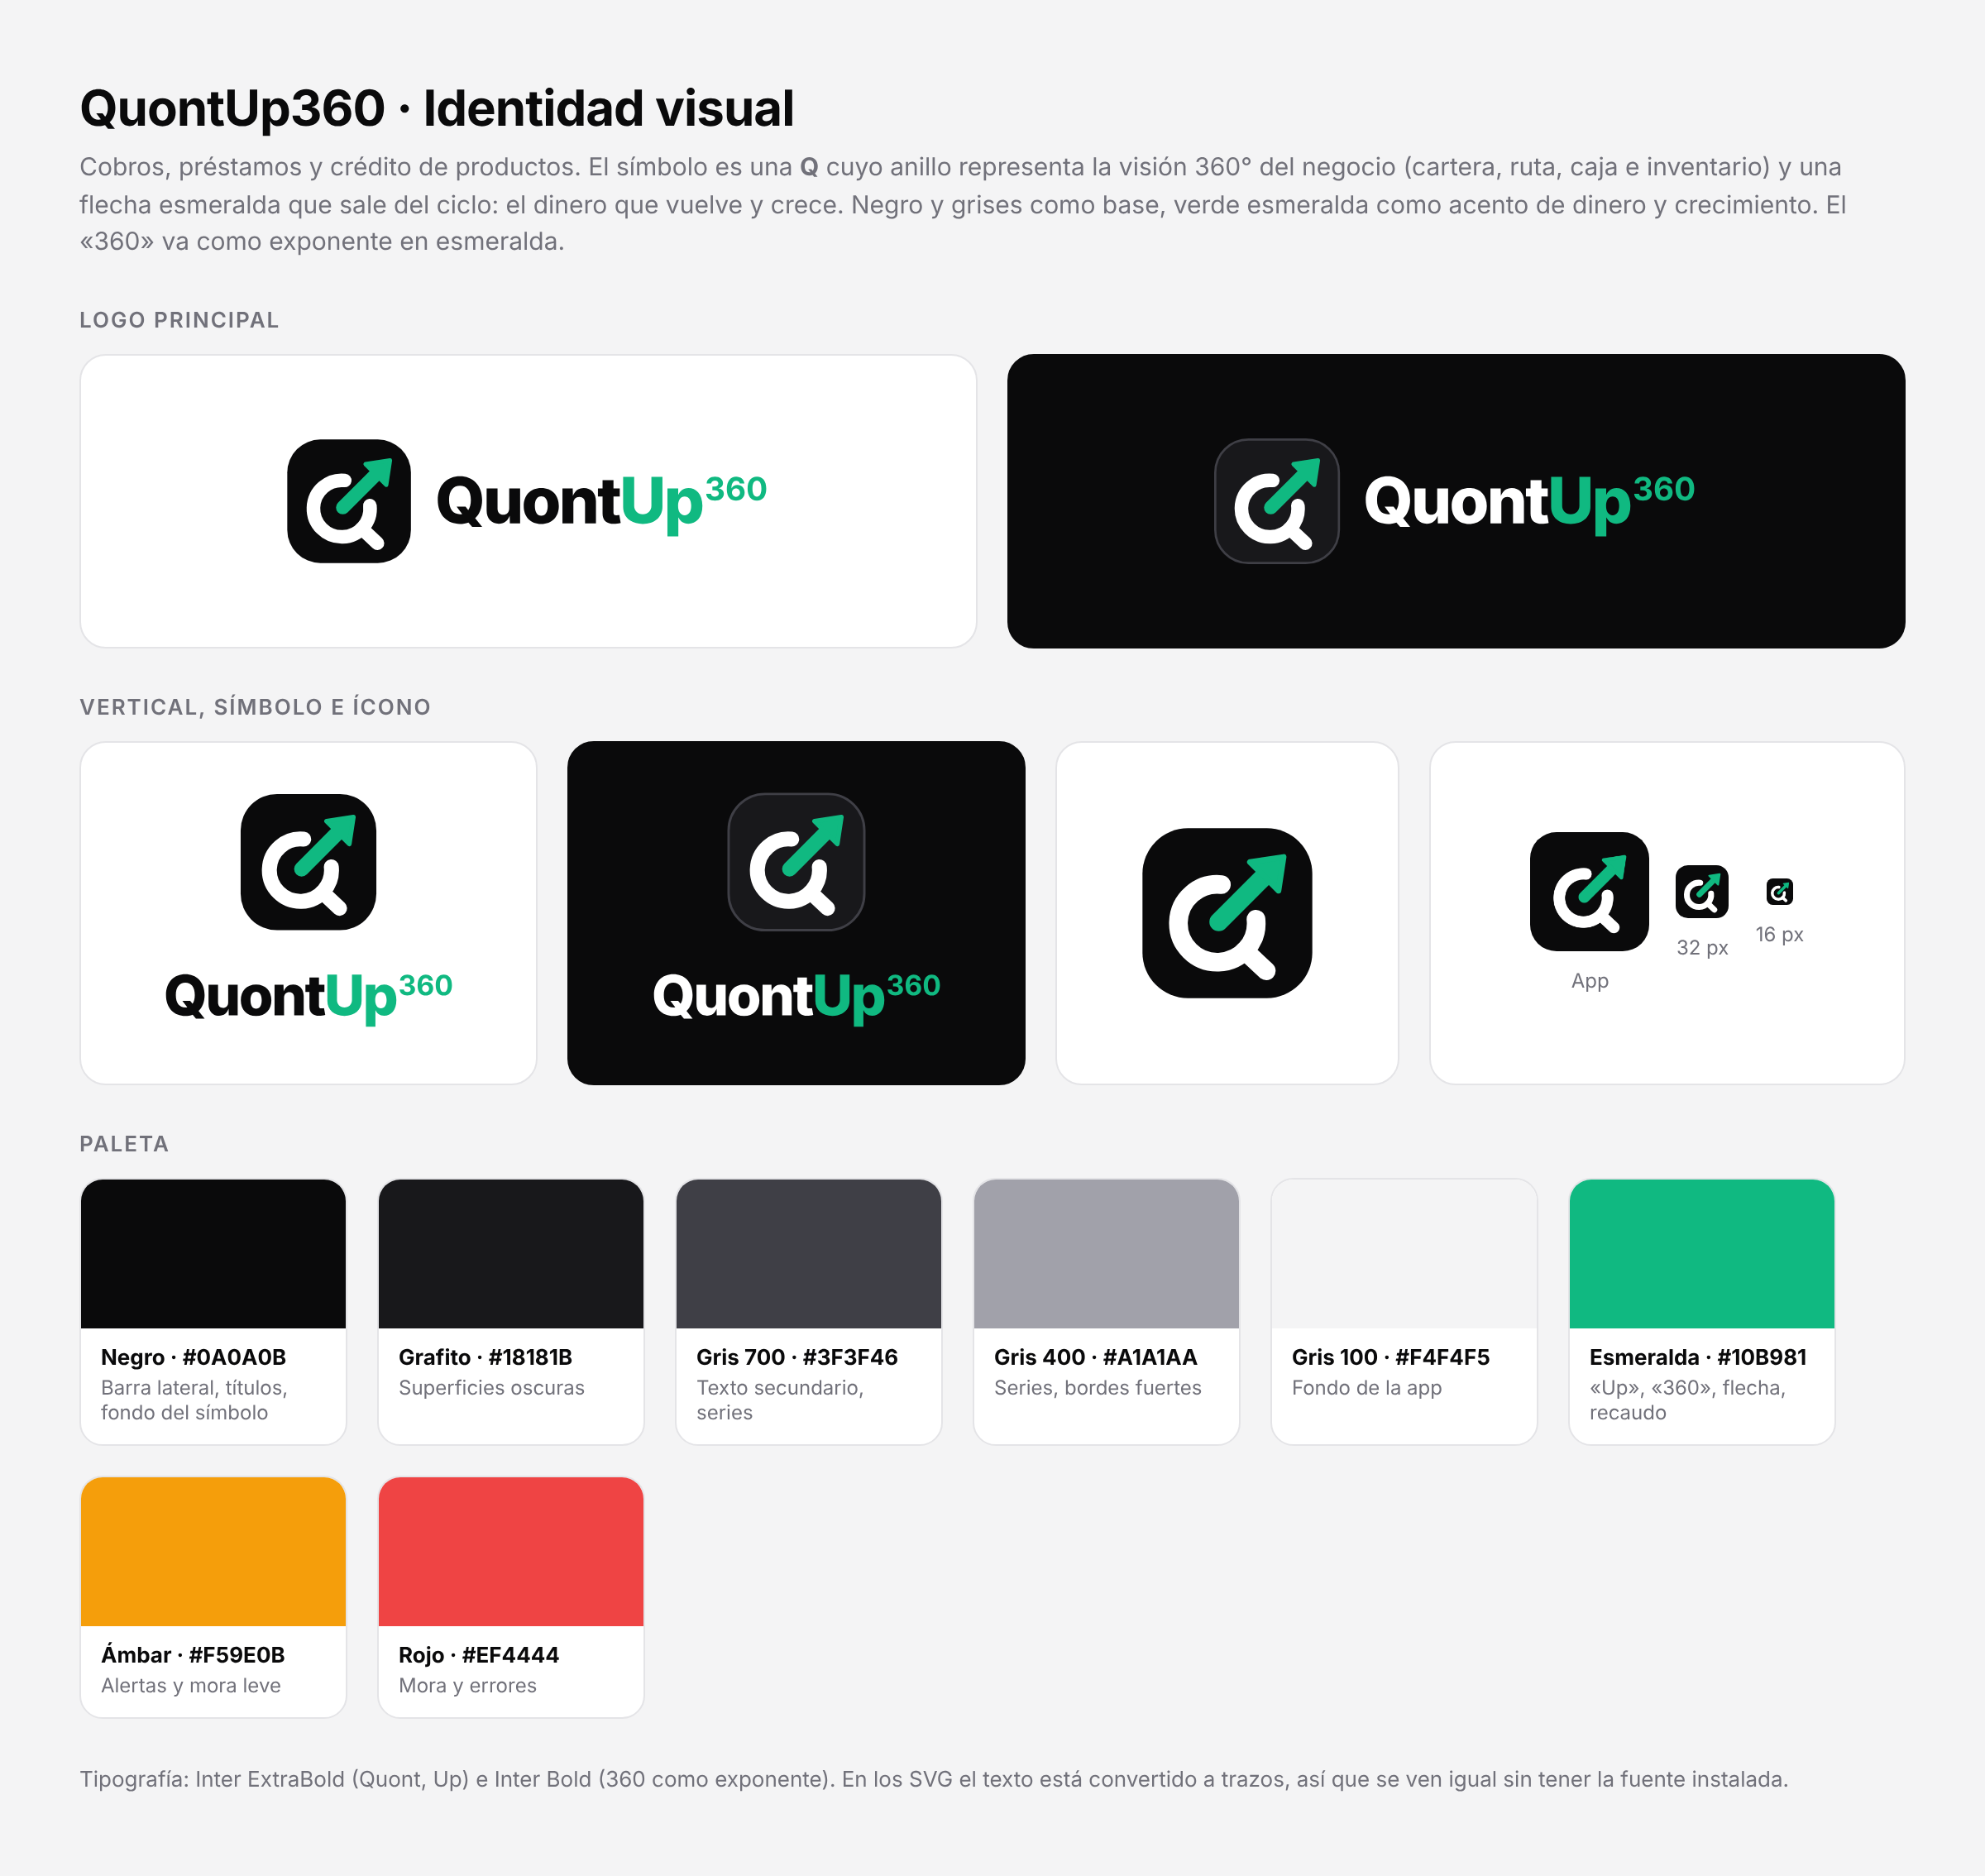 QuontUp360 · Identidad visual
Cobros, préstamos y crédito de productos. El símbolo es una Q cuyo anillo representa la visión 360° del negocio (cartera, ruta, caja e inventario) y una
flecha esmeralda que sale del ciclo: el dinero que vuelve y crece. Negro y grises como base, verde esmeralda como acento de dinero y crecimiento. El
«360» va como exponente en esmeralda.
LOGO PRINCIPAL
QuontUp360
QuontUp360
VERTICAL, SÍMBOLO E ÍCONO
QuontUp360
QuontUp360
App
32 px
16 px
PALETA
Negro · #0A0A0B
Barra lateral, títulos,
fondo del símbolo
Grafito · #18181B
Superficies oscuras
Gris 700 · #3F3F46
Texto secundario,
series
Gris 400 · #A1A1AA
Series, bordes fuertes
Gris 100 · #F4F4F5
Fondo de la app
Esmeralda · #10B981
«Up», «360», flecha,
recaudo
Ámbar · #F59E0B
Alertas y mora leve
Rojo · #EF4444
Mora y errores
Tipografía: Inter ExtraBold (Quont, Up) e Inter Bold (360 como exponente). En los SVG el texto está convertido a trazos, así que se ven igual sin tener la fuente instalada.